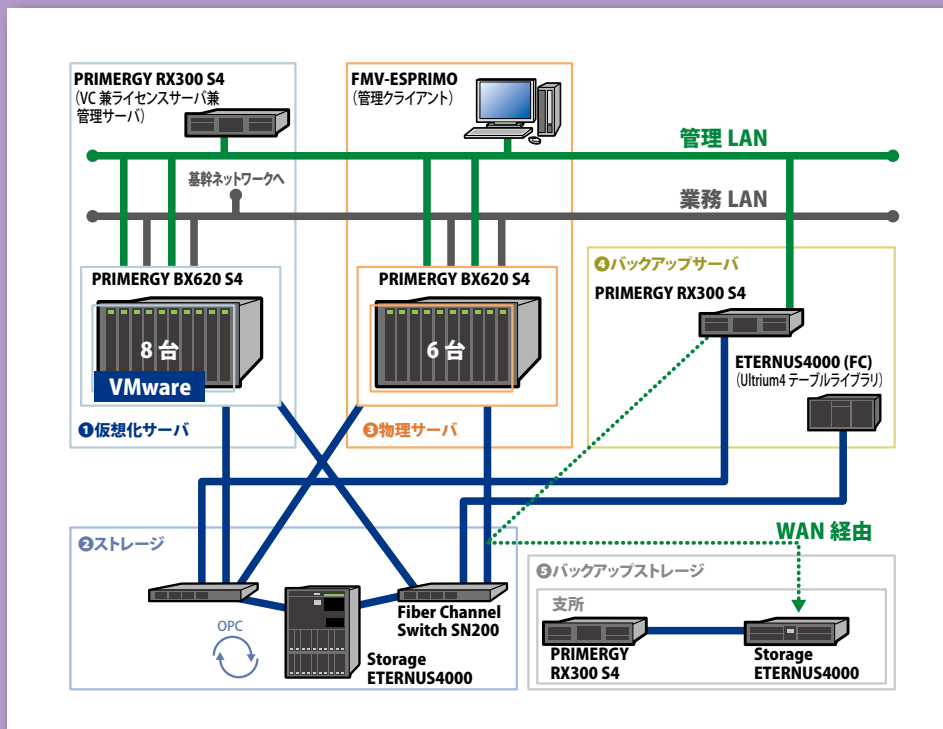 PRIMERGY RX300 S4
(VC 兼ライセンスサーバ兼
管理サーバ)
FMV-ESPRIMO
(管理クライアント)
管理 LAN
基幹ネットワークへ
業務 LAN
PRIMERGY BX620 S4
8 台
VMware
❶仮想化サーバ
PRIMERGY BX620 S4
6 台
❸物理サーバ
❹バックアップサーバ
PRIMERGY RX300 S4
ETERNUS4000 (FC)
(Ultrium4 テーブルライブラリ)
❷ストレージ
OPC
Fiber Channel
Switch SN200
Storage
ETERNUS4000
WAN 経由
❺バックアップストレージ
支所
PRIMERGY
RX300 S4
Storage
ETERNUS4000